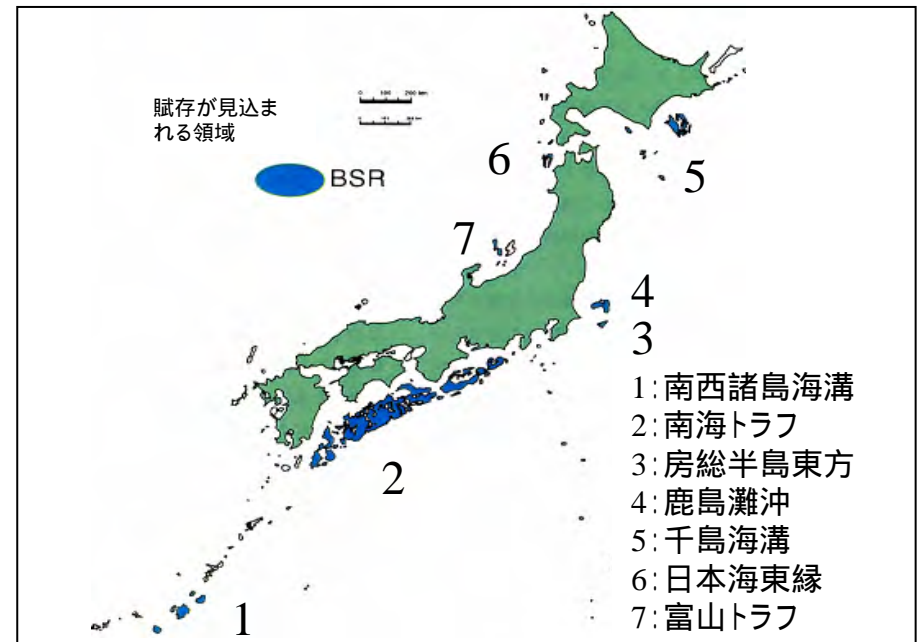 賦存が見込ま
れる領域
BSR
6
5
7
4
3
2
1
1:南西諸島海溝
2:南海トラフ
3:房総半島東方
4:鹿島灘沖
5:千島海溝
6:日本海東縁
7:富山トラフ